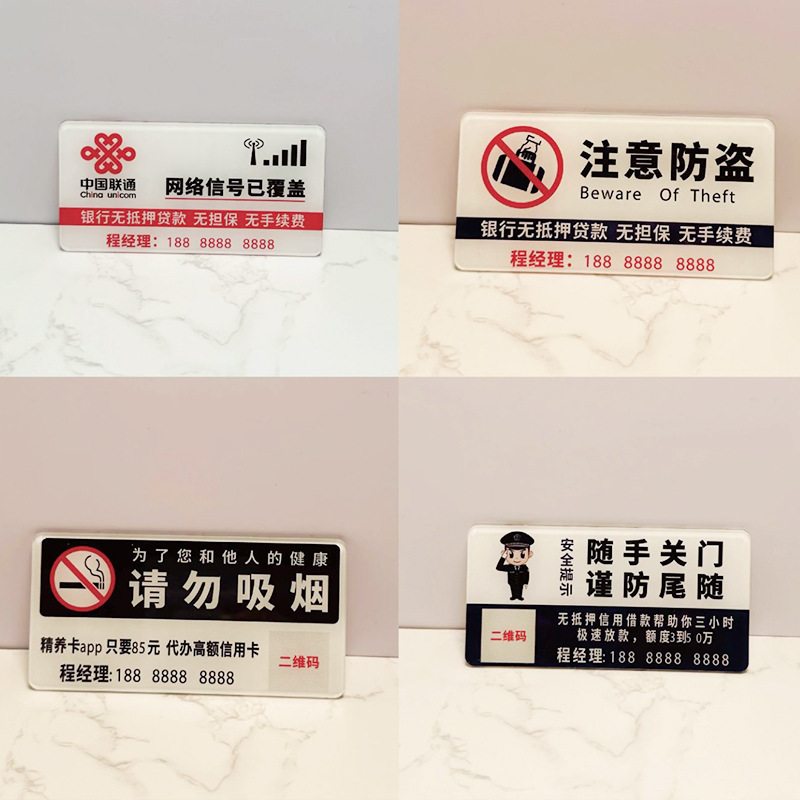 中国联通
China unicom
网络信号已覆盖
银行无抵押贷款 无担保 无手续费
程经理：188 8888 8888
注意防盗
Beware Of Theft
银行无抵押贷款 无担保 无手续费
程经理：188 8888 8888
为了您和他人的健康
请勿吸烟
精养卡app 只要85元 代办高额信用卡
程经理:188 8888 8888
二维码
安全提示
随手关门
谨防尾随
二维码
无抵押信用借款帮助你三小时
极速放款，额度3到50万
程经理:188 8888 8888